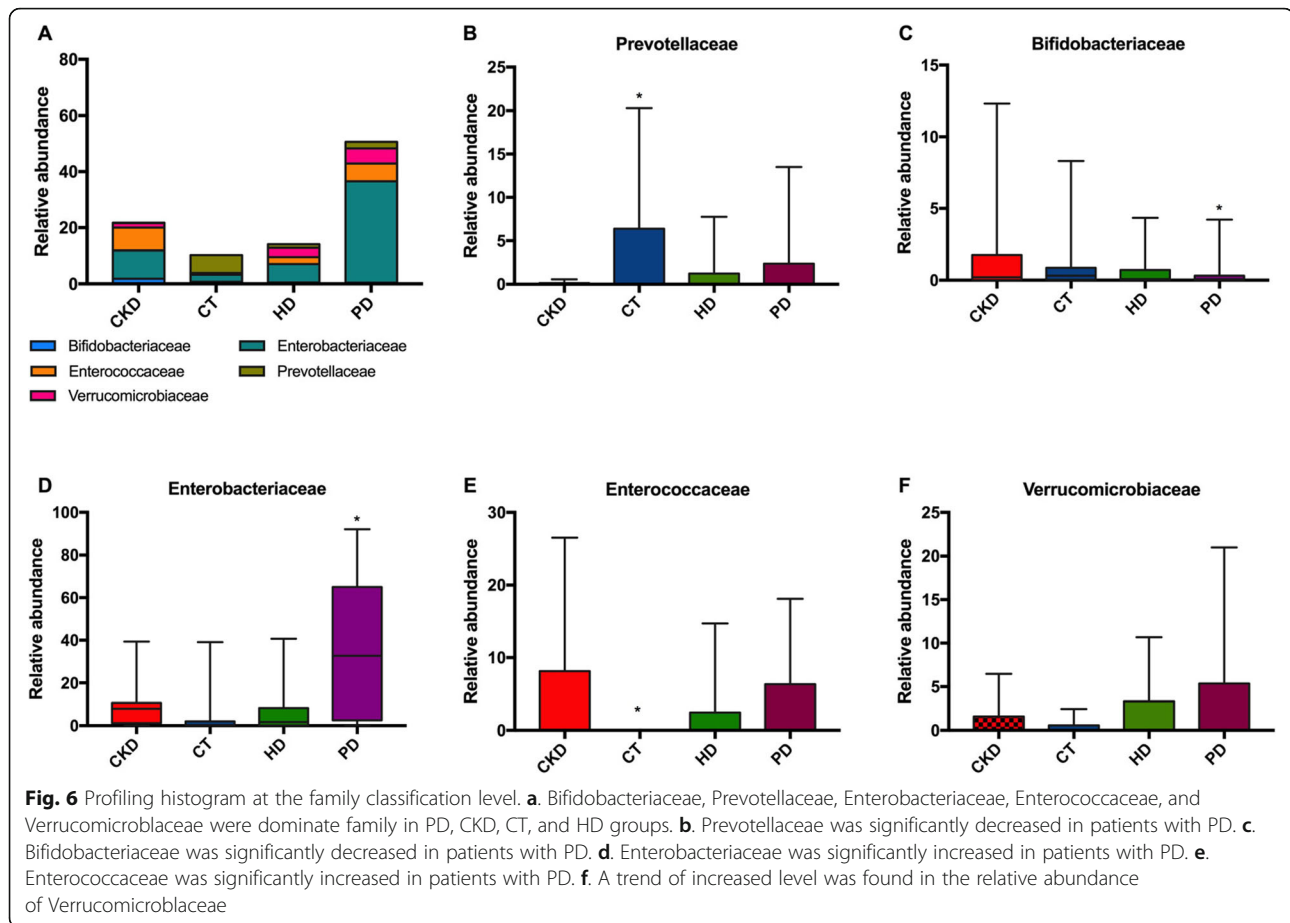 A
80
60
40
20
0
Relative abundance
CKD
CT
HD
PD
Bifidobacteriaceae
Enterobacteriaceae
Enterococcaceae
Prevotellaceae
Verrucomicrobiaceae
B
Prevotellaceae
25
20
15
10
5
0
Relative abundance
*
CKD
CT
HD
PD
C
Bifidobacteriaceae
15
10
5
0
Relative abundance
*
CKD
CT
HD
PD
D
Enterobacteriaceae
100
80
60
40
20
0
Relative abundance
*
CKD
CT
HD
PD
E
Enterococcaceae
30
20
10
0
Relative abundance
*
CKD
CT
HD
PD
F
Verrucomicrobiaceae
25
20
15
10
5
0
Relative abundance
CKD
CT
HD
PD
Fig. 6 Profiling histogram at the family classification level. a. Bifidobacteriaceae, Prevotellaceae, Enterobacteriaceae, Enterococcaceae, and
Verrucomicroblaceae were dominate family in PD, CKD, CT, and HD groups. b. Prevotellaceae was significantly decreased in patients with PD. c.
Bifidobacteriaceae was significantly decreased in patients with PD. d. Enterobacteriaceae was significantly increased in patients with PD. e.
Enterococcaceae was significantly increased in patients with PD. f. A trend of increased level was found in the relative abundance
of Verrucomicroblaceae